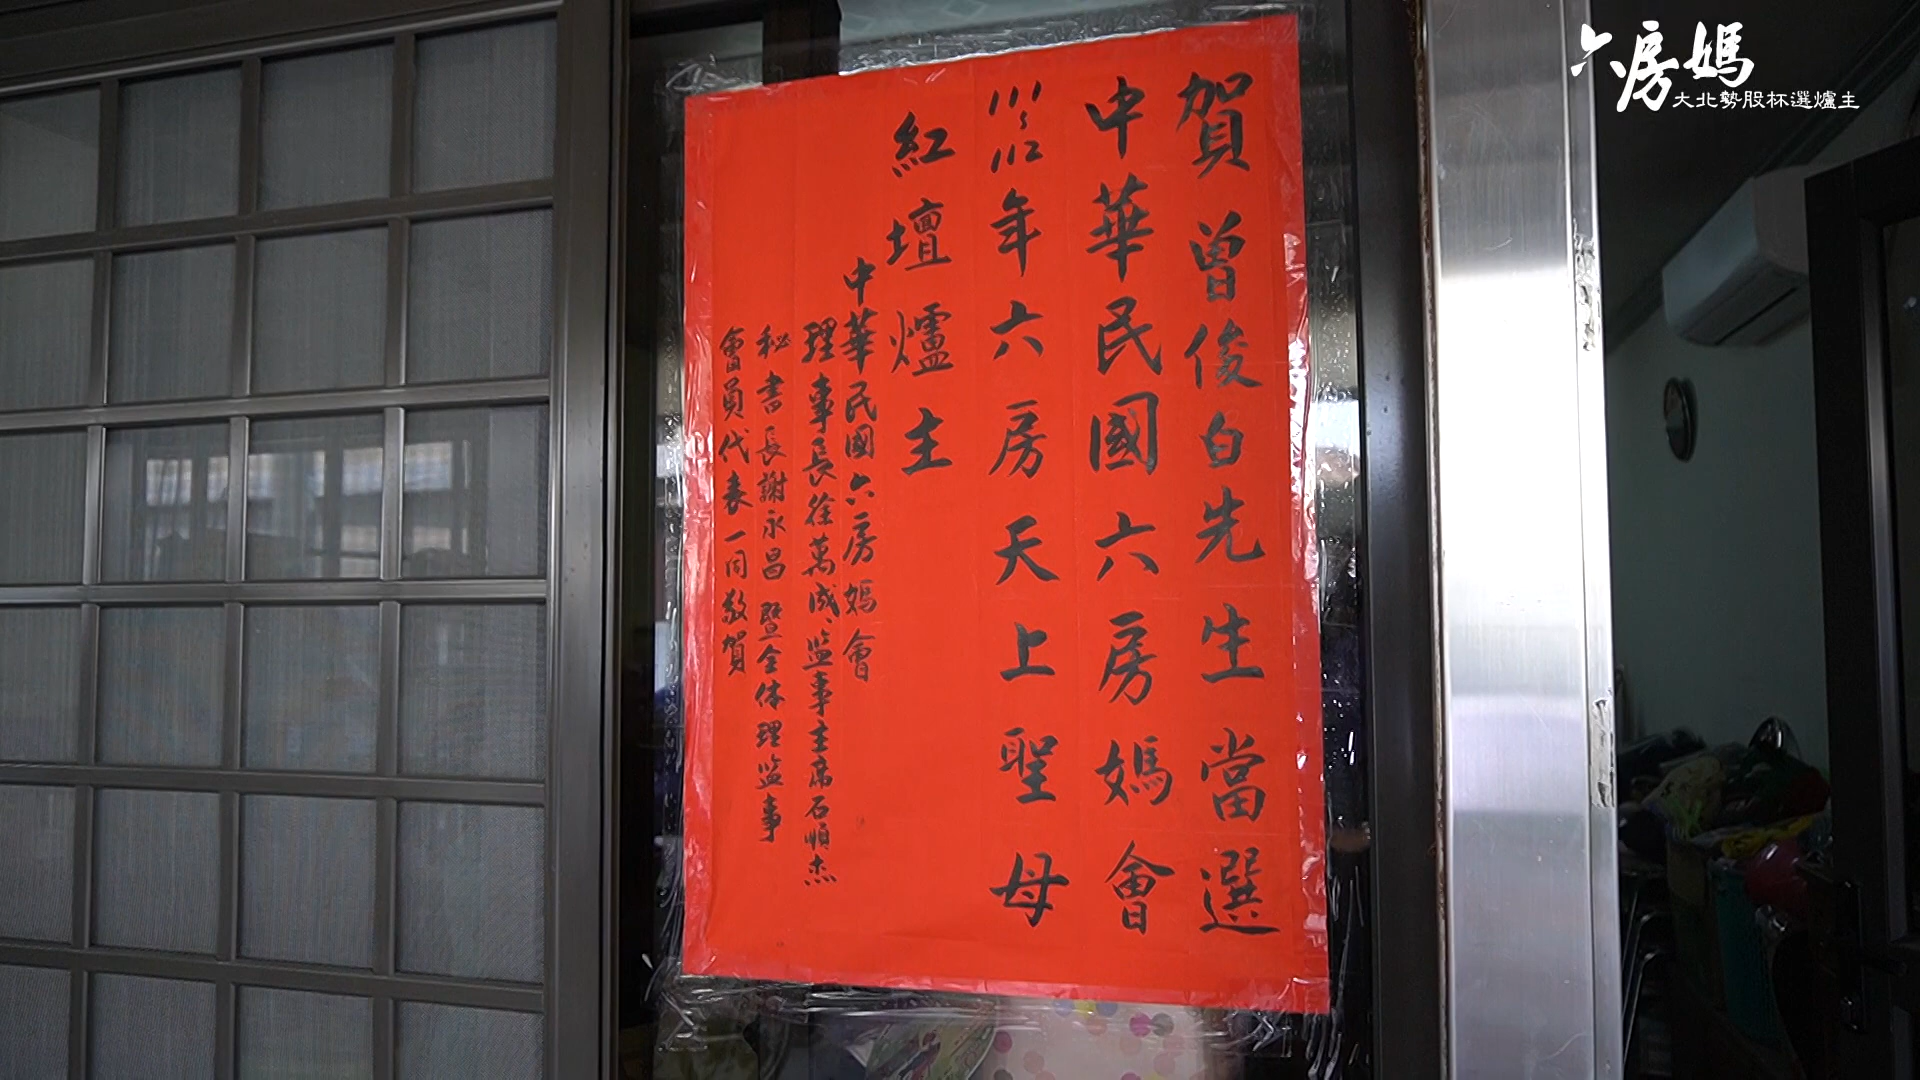 賀曾俊白先生當選
中華民國六房媽會
111~112年六房天上聖母
紅壇爐主
中華民國六房媽會
理事長徐萬成、監事主席石順杰
秘書長謝永昌 暨全体理监事
會員代表一同敬賀
六房媽
大北勢股杯選爐主